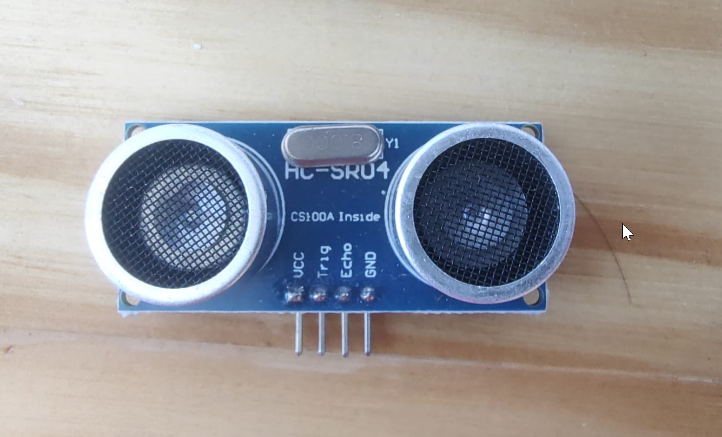 Y1
HC-SR04
CS100A Inside
VCC
Trig
Echo
GND